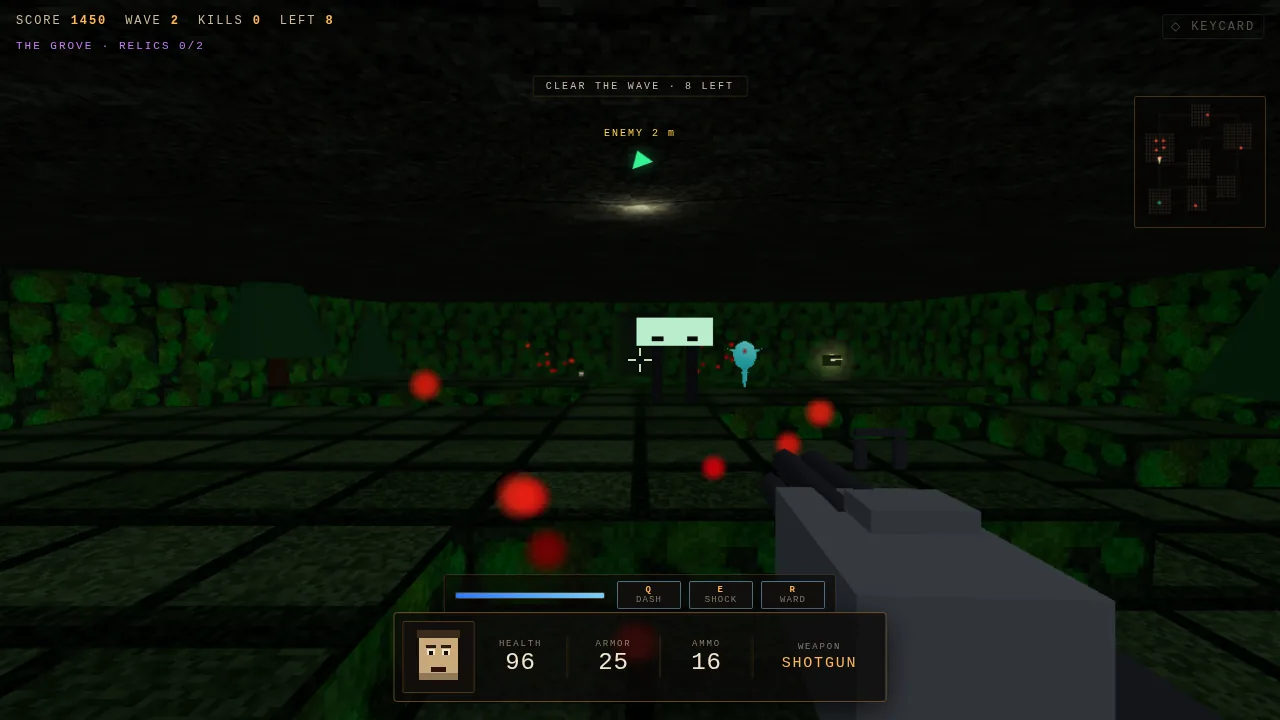 SCORE 1450 WAVE 2 KILLS 0 LEFT 8
◇ KEYCARD
THE GROVE · RELICS 0/2
CLEAR THE WAVE · 8 LEFT
ENEMY 2 m
Q
DASH
E
SHOCK
R
WARD
HEALTH
96
ARMOR
25
AMMO
16
WEAPON
SHOTGUN